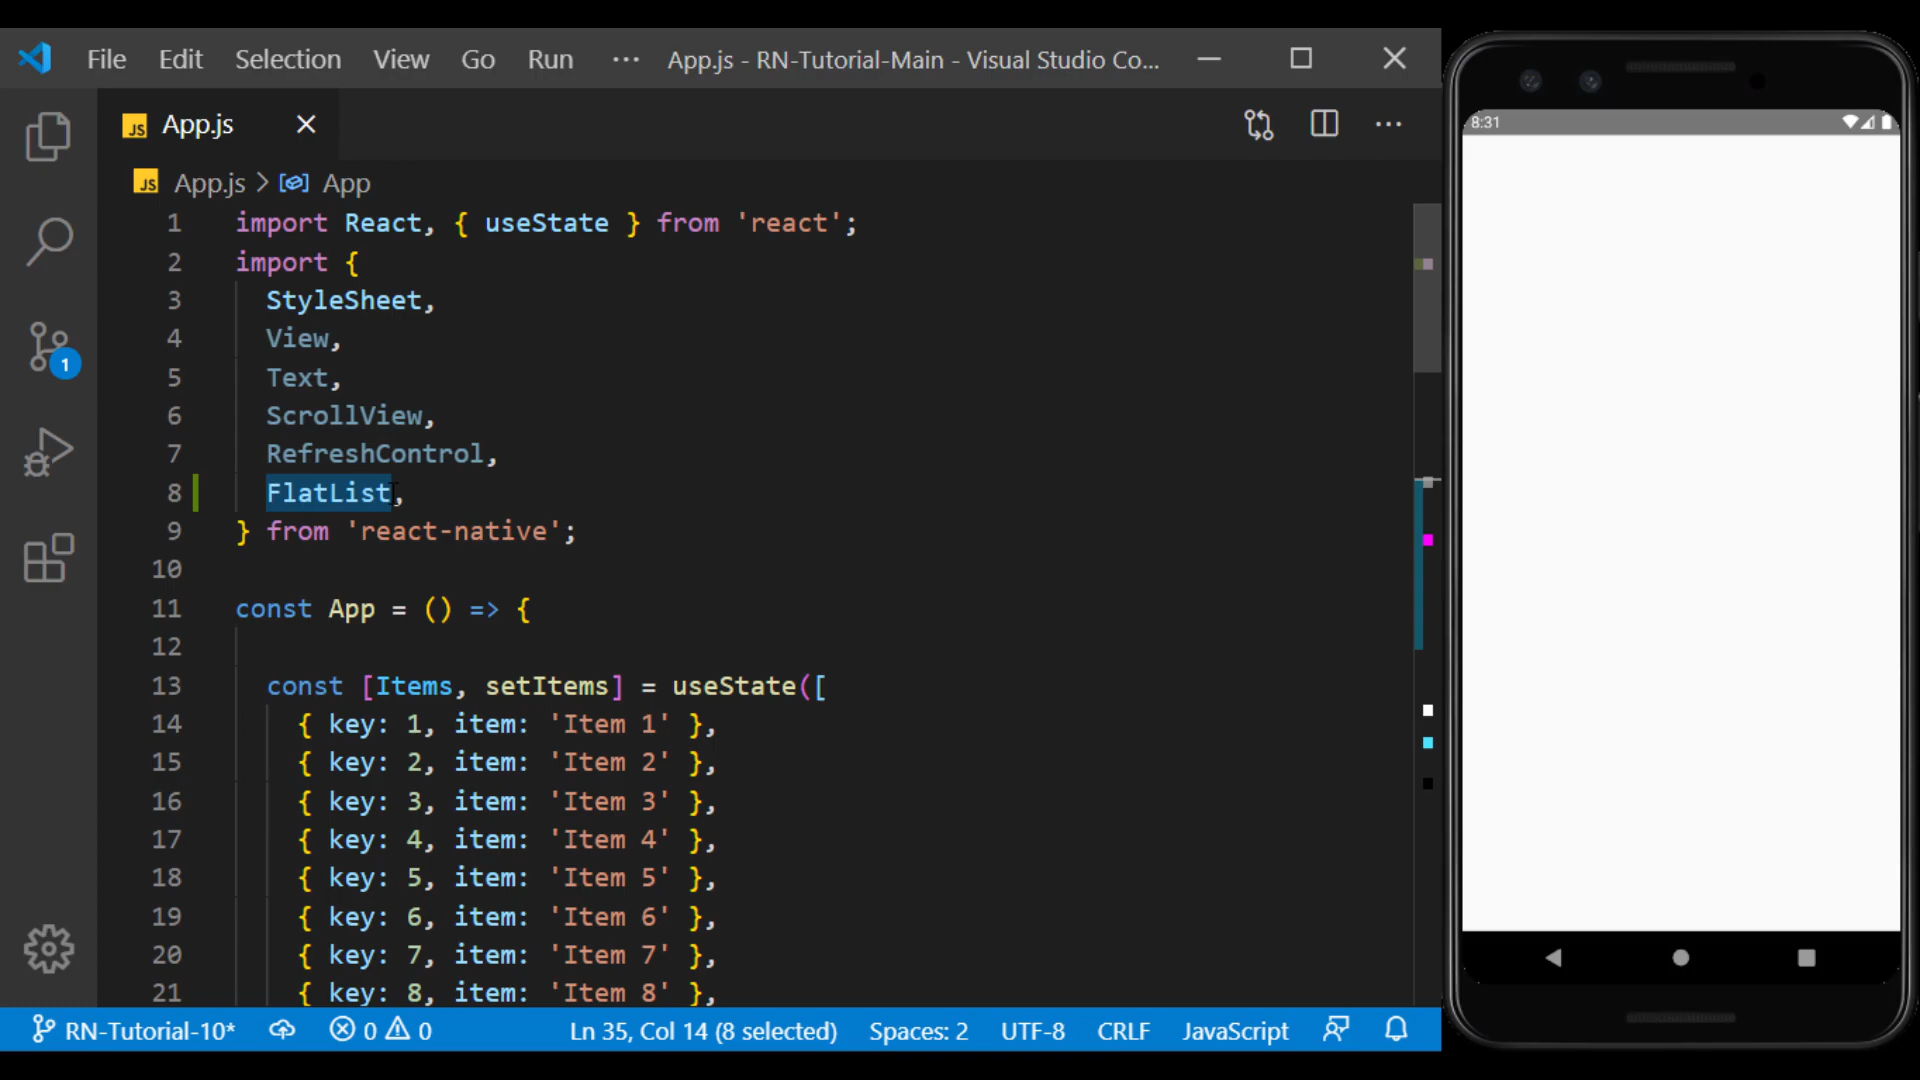 File Edit Selection View Go Run ··· App.js - RN-Tutorial-Main - Visual Studio Co...
JS App.js
JS App.js > App
1 import React, { useState } from 'react';
2 import {
3 StyleSheet,
4 View,
5 Text,
6 ScrollView,
7 RefreshControl,
8 FlatList,
9 } from 'react-native';
10
11 const App = () => {
12
13 const [Items, setItems] = useState([
14 { key: 1, item: 'Item 1' },
15 { key: 2, item: 'Item 2' },
16 { key: 3, item: 'Item 3' },
17 { key: 4, item: 'Item 4' },
18 { key: 5, item: 'Item 5' },
19 { key: 6, item: 'Item 6' },
20 { key: 7, item: 'Item 7' },
21 { key: 8, item: 'Item 8' },
1
RN-Tutorial-10* 0 0 Ln 35, Col 14 (8 selected) Spaces: 2 UTF-8 CRLF JavaScript
8:31